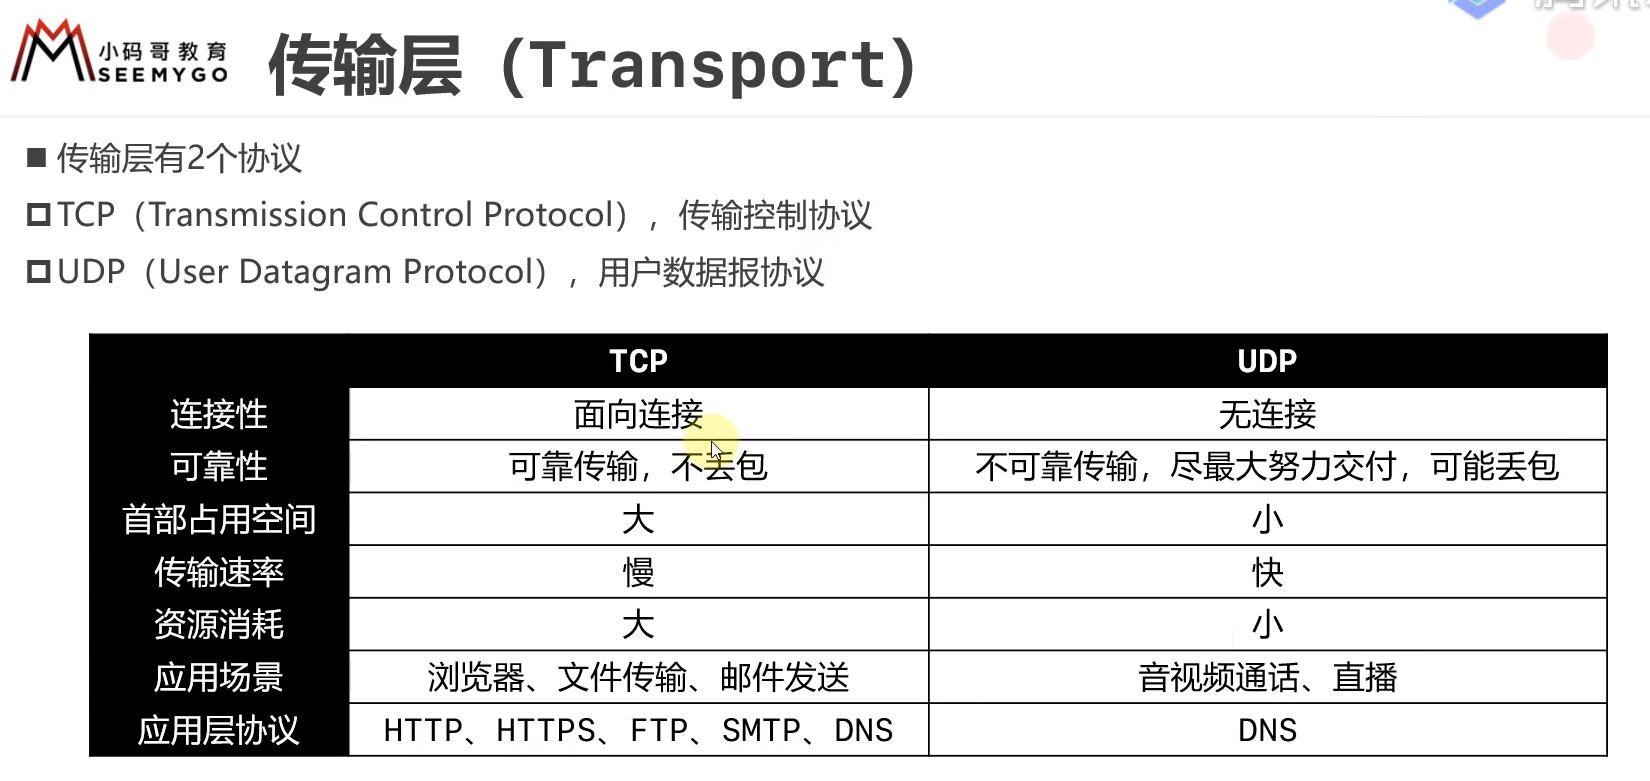 小码哥教育
SEEMYGO
传输层（Transport）
传输层有2个协议
TCP（Transmission Control Protocol），传输控制协议
UDP（User Datagram Protocol），用户数据报协议
TCP UDP
连接性 面向连接 无连接
可靠性 可靠传输，不丢包 不可靠传输，尽最大努力交付，可能丢包
首部占用空间 大 小
传输速率 慢 快
资源消耗 大 小
应用场景 浏览器、文件传输、邮件发送 音视频通话、直播
应用层协议 HTTP、HTTPS、FTP、SMTP、DNS DNS